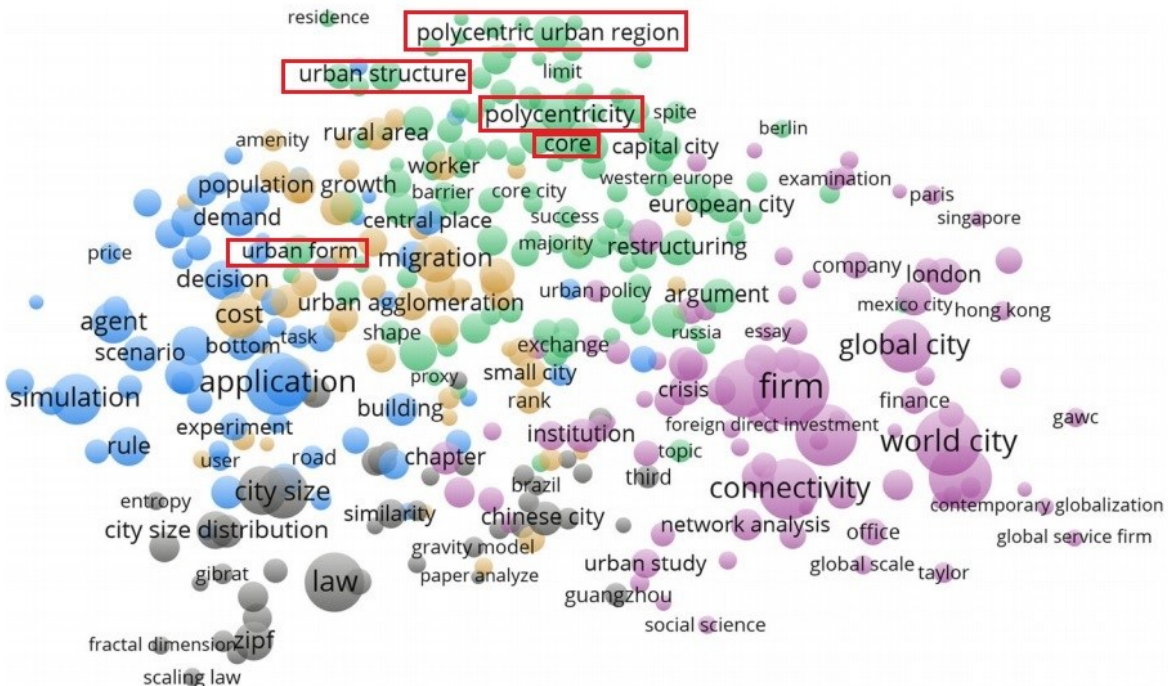 residence
polycentric urban region
urban structure
limit
polycentricity
spite
amenity
rural area
berlin
core
capital city
worker
western europe
examination
population growth
barrier
core city
european city
paris
demand
central place
success
singapore
price
urban form
migration
majority
restructuring
decision
company
london
cost
urban agglomeration
urban policy
argument
mexico city
hong kong
agent
shape
russia
essay
scenario
bottom
task
exchange
global city
application
proxy
small city
crisis
firm
simulation
building
rank
finance
experiment
foreign direct investment
gawc
rule
institution
world city
user
road
chapter
topic
third
city size
brazil
connectivity
entropy
contemporary globalization
city size distribution
similarity
chinese city
network analysis
office
global service firm
gravity model
gibrat
law
paper analyze
urban study
global scale
taylor
guangzhou
social science
fractal dimension
zipf
scaling law